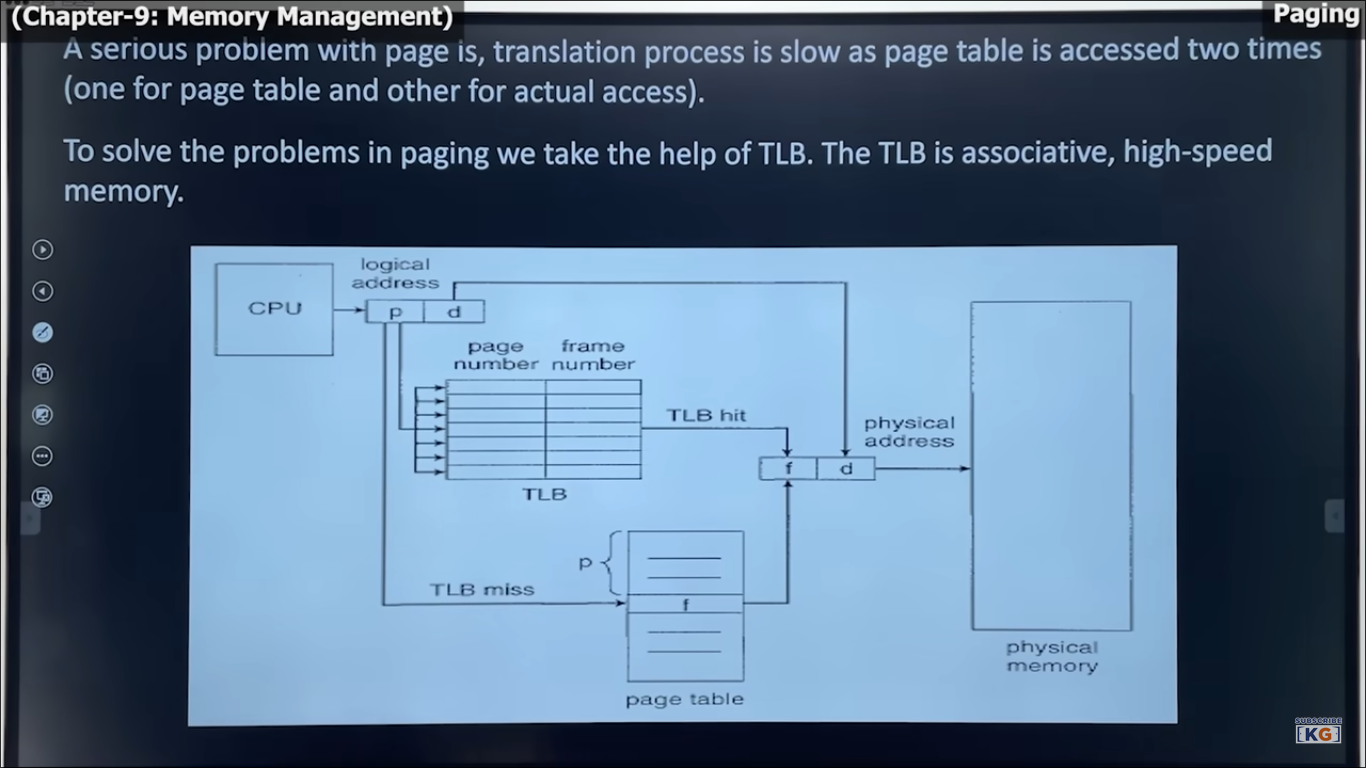 (Chapter-9: Memory Management)
Paging
A serious problem with page is, translation process is slow as page table is accessed two times
(one for page table and other for actual access).
To solve the problems in paging we take the help of TLB. The TLB is associative, high-speed
memory.
logical
address
CPU
p d
page frame
number number
TLB hit
physical
address
f d
TLB
p
TLB miss
f
page table
physical
memory
SUBSCRIBE
[KG]